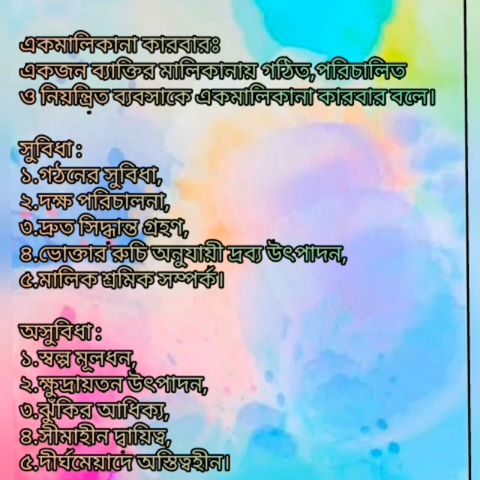 একমালিকানা কারবারঃ
একজন ব্যাক্তির মালিকানায় গঠিত,পরিচালিত
ও নিয়ন্ত্রিত ব্যবসাকে একমালিকানা কারবার বলে।
সুবিধা :
১.গঠনের সুবিধা,
২.দক্ষ পরিচালনা,
৩.দ্রুত সিদ্ধান্ত গ্রহণ,
৪.ভোক্তার রুচি অনুযায়ী দ্রব্য উৎপাদন,
৫.মালিক শ্রমিক সম্পর্ক।
অসুবিধা :
১.স্বল্প মূলধন,
২.ক্ষুদ্রায়তন উৎপাদন,
৩.ঝুঁকির আধিক্য,
৪.সীমাহীন দ্বায়িত্ব,
৫.দীর্ঘমেয়াদে অস্তিত্বহীন।